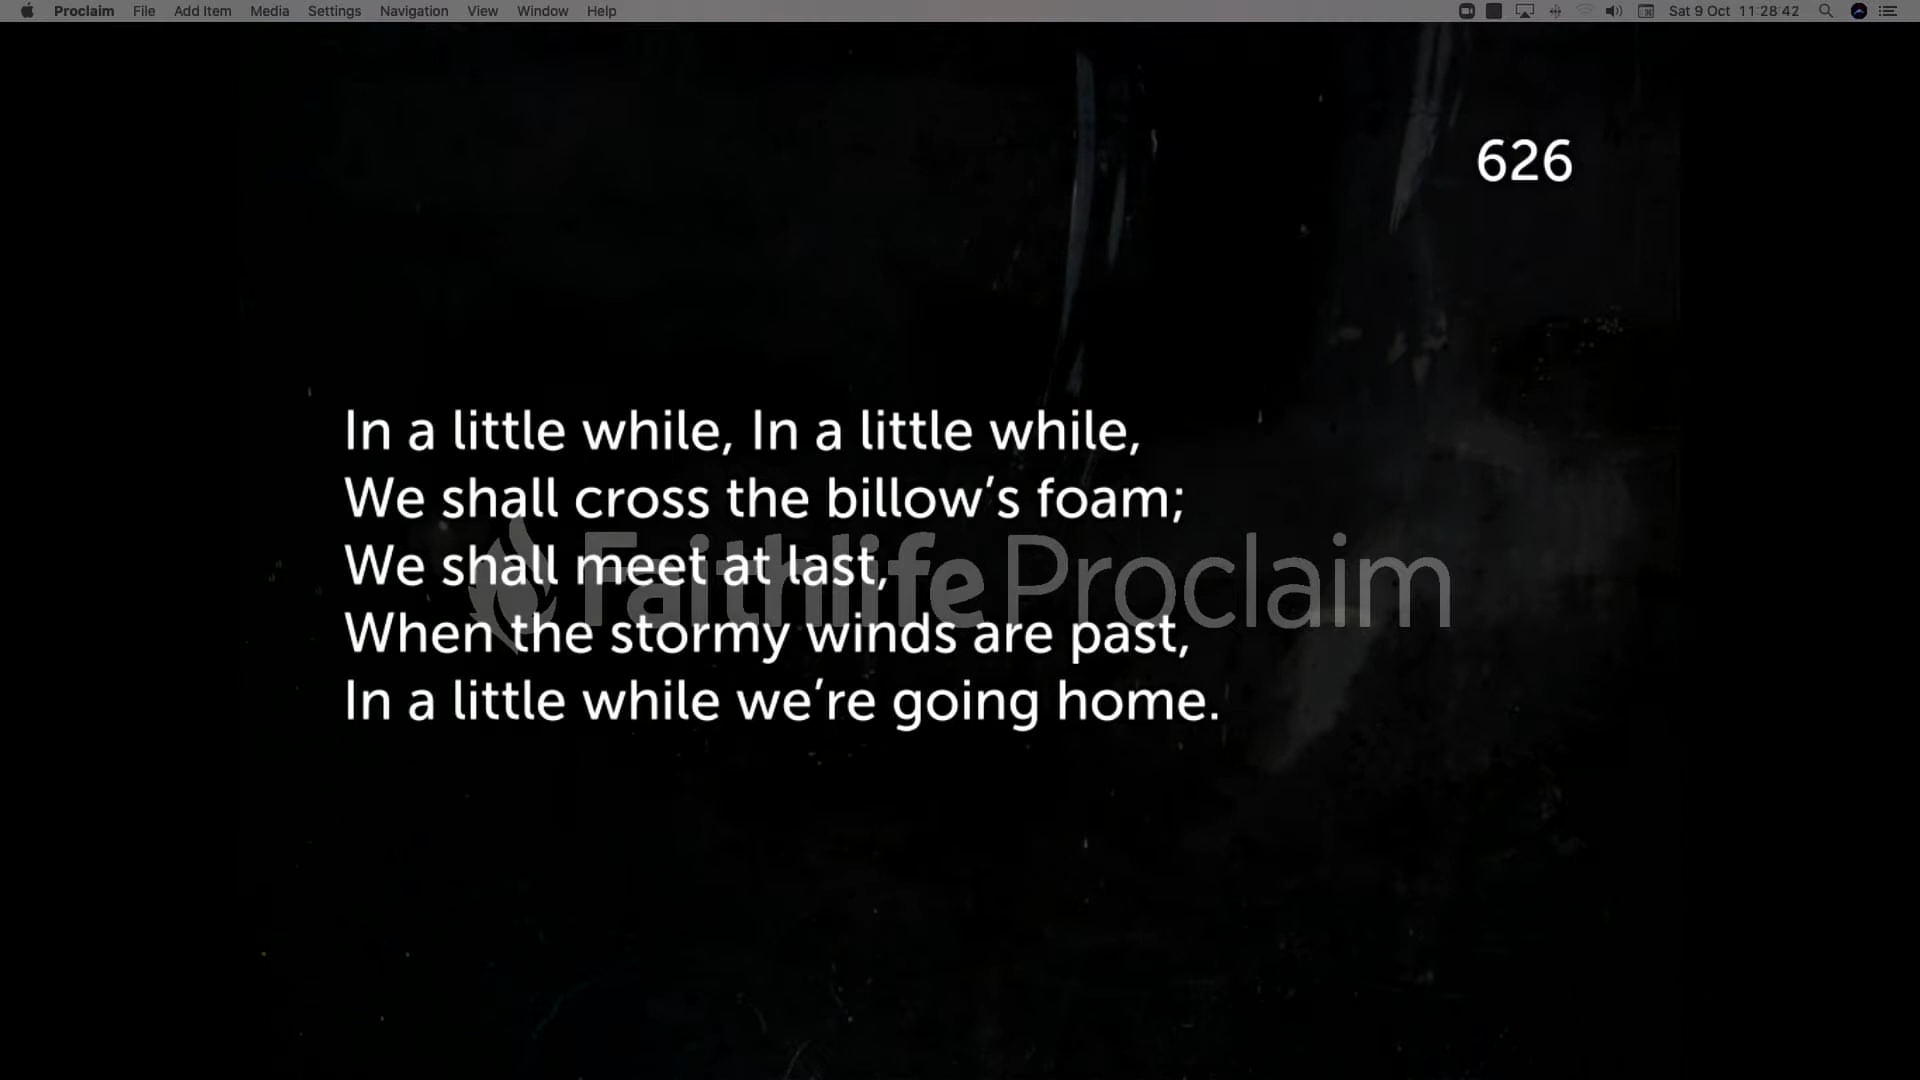 Proclaim File Add Item Media Settings Navigation View Window Help Sat 9 Oct 11:28:42
626
In a little while, In a little while,
We shall cross the billow’s foam;
We shall meet at last,
Faithlife Proclaim
When the stormy winds are past,
In a little while we’re going home.